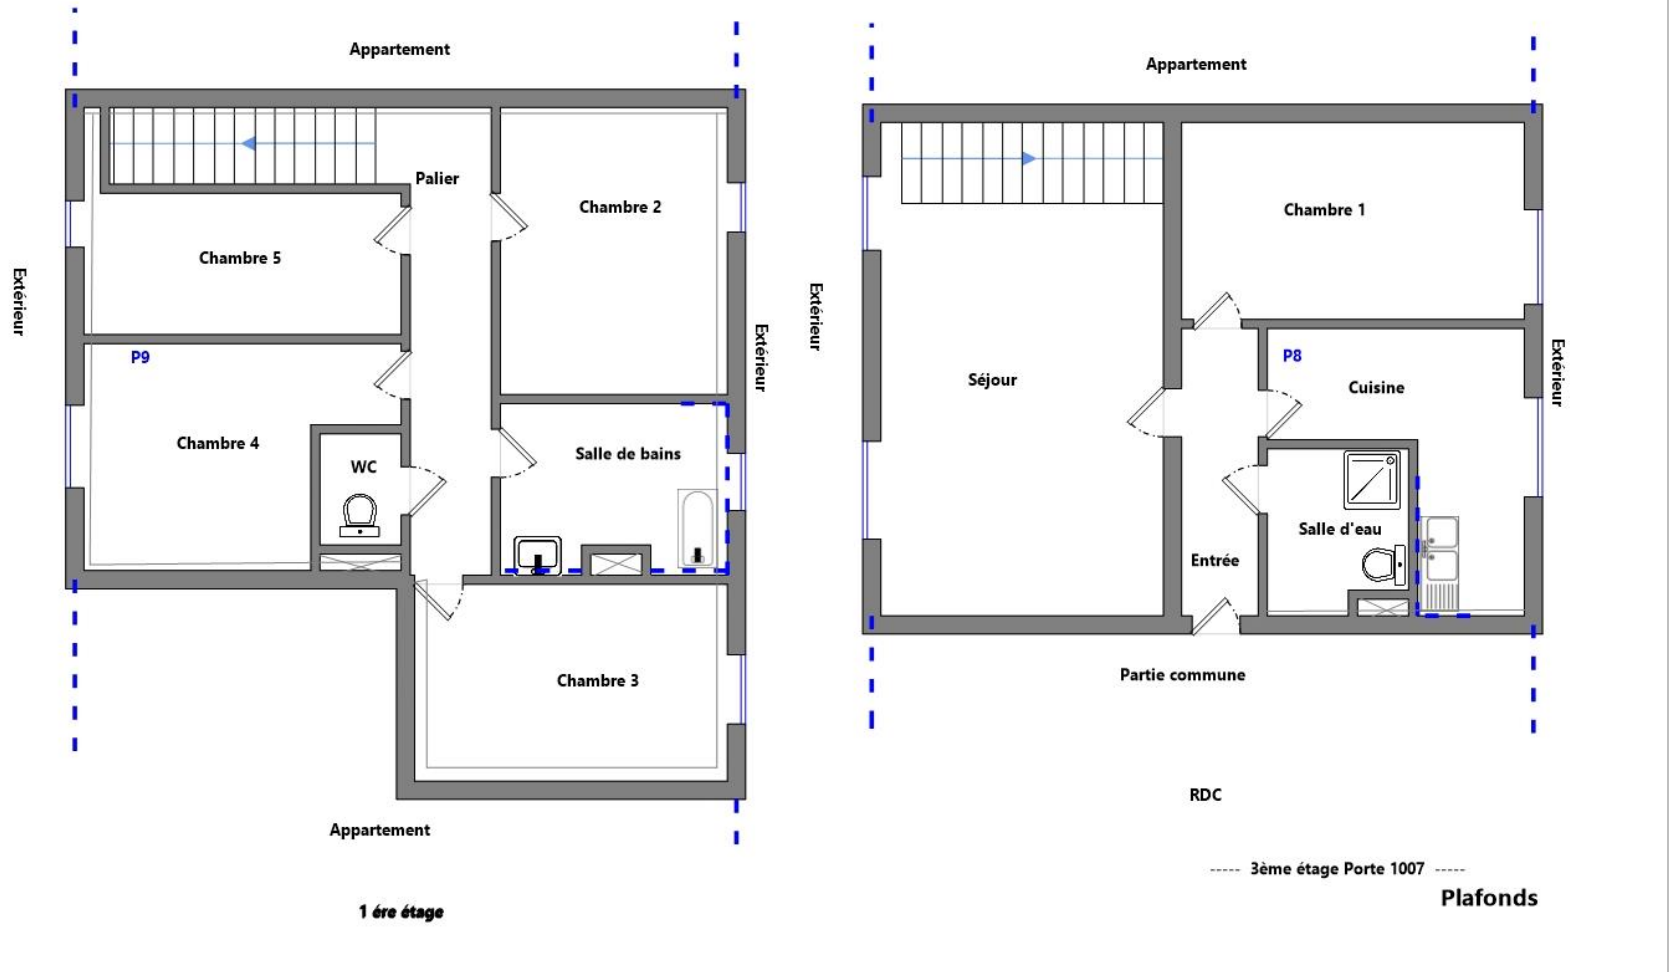 Appartement
Palier
Chambre 2
Chambre 5
Extérieur
P9
Chambre 4
WC
Salle de bains
Extérieur
Chambre 3
Appartement
1 ére étage
Appartement
Chambre 1
Extérieur
Séjour
P8
Cuisine
Extérieur
Salle d'eau
Entrée
Partie commune
RDC
----- 3ème étage Porte 1007 -----
Plafonds